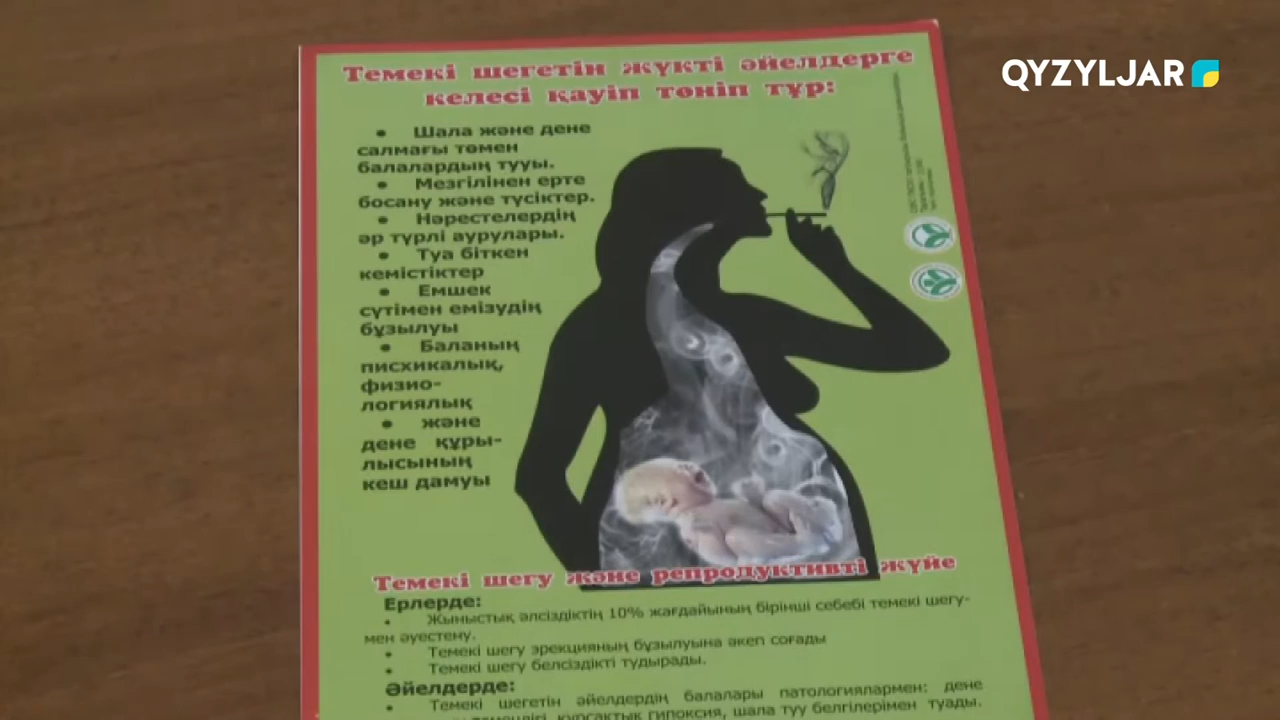 QYZYLJAR
Темекі шегетін жүкті әйелдерге
келесі қауіп төніп тұр:
• Шала және дене
салмағы төмен
балалардың тууы.
• Мезгілінен ерте
босану және түсіктер.
• Нәрестелердің
әр түрлі аурулары.
• Туа біткен
кемістіктер
• Емшек
сүтімен емізудің
бұзылуы
• Баланың
писхикалық,
физио-
логиялық
• және
дене құры-
лысының
кеш дамуы
Темекі шегу және репродуктивті жүйе
Ерлерде:
• Жыныстық әлсіздіктің 10% жағдайының бірінші себебі темекі шегу-
мен әуестену.
• Темекі шегу эрекцияның бұзылуына әкеп соғады
• Темекі шегу белсіздікті тудырады.
Әйелдерде:
• Темекі шегетін әйелдердің балалары патологиялармен: дене
құрсақтық гипоксия, шала туу белгілерімен туады.